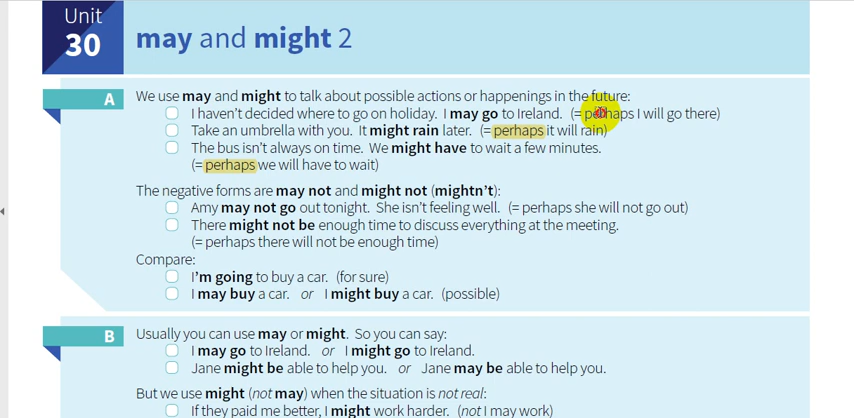 Unit
30
may and might 2
A
We use may and might to talk about possible actions or happenings in the future:
I haven't decided where to go on holiday. I may go to Ireland. (= perhaps I will go there)
Take an umbrella with you. It might rain later. (= perhaps it will rain)
The bus isn't always on time. We might have to wait a few minutes.
(= perhaps we will have to wait)
The negative forms are may not and might not (mightn't):
Amy may not go out tonight. She isn't feeling well. (= perhaps she will not go out)
There might not be enough time to discuss everything at the meeting.
(= perhaps there will not be enough time)
Compare:
I'm going to buy a car. (for sure)
I may buy a car. or I might buy a car. (possible)
B
Usually you can use may or might. So you can say:
I may go to Ireland. or I might go to Ireland.
Jane might be able to help you. or Jane may be able to help you.
But we use might (not may) when the situation is not real:
If they paid me better, I might work harder. (not I may work)